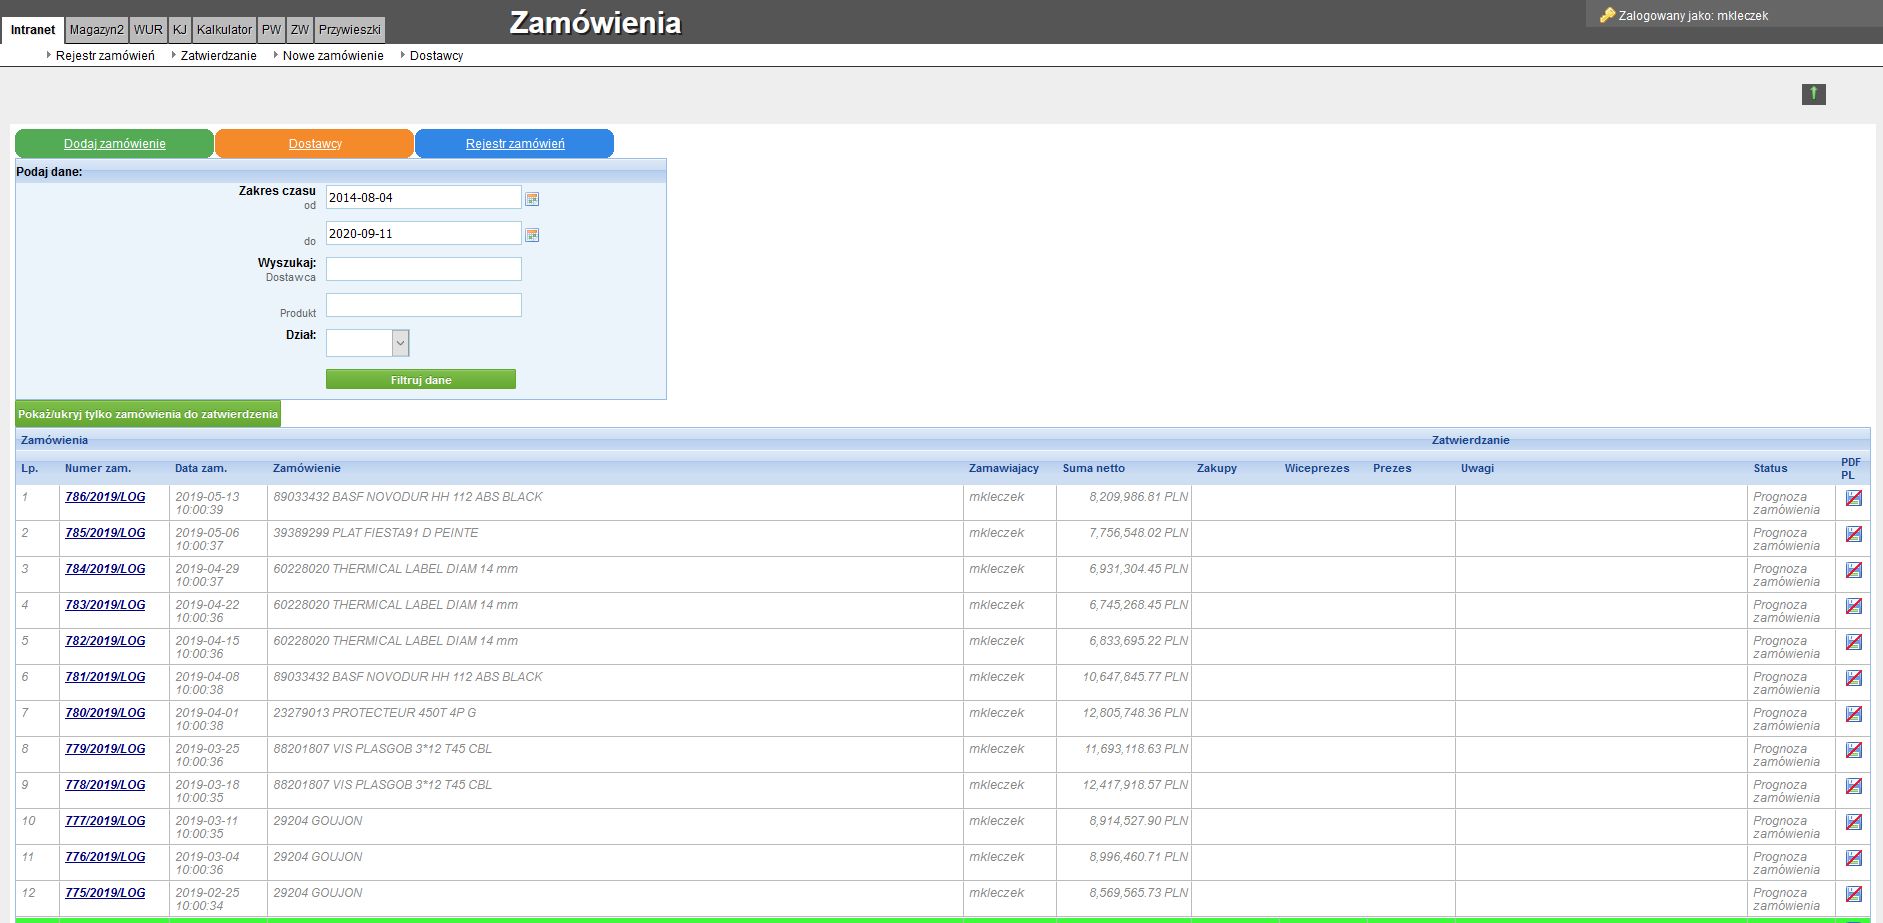 Zamówienia
Zalogowany jako: mkleczek
Intranet Magazyn2 WUR KJ Kalkulator PW ZW Przywieszki
Rejestr zamówień Zatwierdzanie Nowe zamówienie Dostawcy
Dodaj zamówienie Dostawcy Rejestr zamówień
Podaj dane:
Zakres czasu
od 2014-08-04
do 2020-09-11
Wyszukaj:
Dostawca
Produkt
Dział:
Filtruj dane
Pokaż/ukryj tylko zamówienia do zatwierdzenia
Zamówienia Zatwierdzanie
Lp. Numer zam. Data zam. Zamówienie Zamawiajacy Suma netto Zakupy Wiceprezes Prezes Uwagi Status PDF
PL
1 786/2019/LOG 2019-05-13 89033432 BASF NOVODUR HH 112 ABS BLACK mkleczek 8,209,986.81 PLN Prognoza
10:00:39 zamówienia
2 785/2019/LOG 2019-05-06 39389299 PLAT FIESTA91 D PEINTE mkleczek 7,756,548.02 PLN Prognoza
10:00:37 zamówienia
3 784/2019/LOG 2019-04-29 60228020 THERMICAL LABEL DIAM 14 mm mkleczek 6,931,304.45 PLN Prognoza
10:00:37 zamówienia
4 783/2019/LOG 2019-04-22 60228020 THERMICAL LABEL DIAM 14 mm mkleczek 6,745,268.45 PLN Prognoza
10:00:36 zamówienia
5 782/2019/LOG 2019-04-15 60228020 THERMICAL LABEL DIAM 14 mm mkleczek 6,833,695.22 PLN Prognoza
10:00:36 zamówienia
6 781/2019/LOG 2019-04-08 89033432 BASF NOVODUR HH 112 ABS BLACK mkleczek 10,647,845.77 PLN Prognoza
10:00:38 zamówienia
7 780/2019/LOG 2019-04-01 23279013 PROTECTEUR 450T 4P G mkleczek 12,805,748.36 PLN Prognoza
10:00:38 zamówienia
8 779/2019/LOG 2019-03-25 88201807 VIS PLASGOB 3*12 T45 CBL mkleczek 11,693,118.63 PLN Prognoza
10:00:36 zamówienia
9 778/2019/LOG 2019-03-18 88201807 VIS PLASGOB 3*12 T45 CBL mkleczek 12,417,918.57 PLN Prognoza
10:00:35 zamówienia
10 777/2019/LOG 2019-03-11 29204 GOUJON mkleczek 8,914,527.90 PLN Prognoza
10:00:35 zamówienia
11 776/2019/LOG 2019-03-04 29204 GOUJON mkleczek 8,996,460.71 PLN Prognoza
10:00:36 zamówienia
12 775/2019/LOG 2019-02-25 29204 GOUJON mkleczek 8,569,565.73 PLN Prognoza
10:00:34 zamówienia